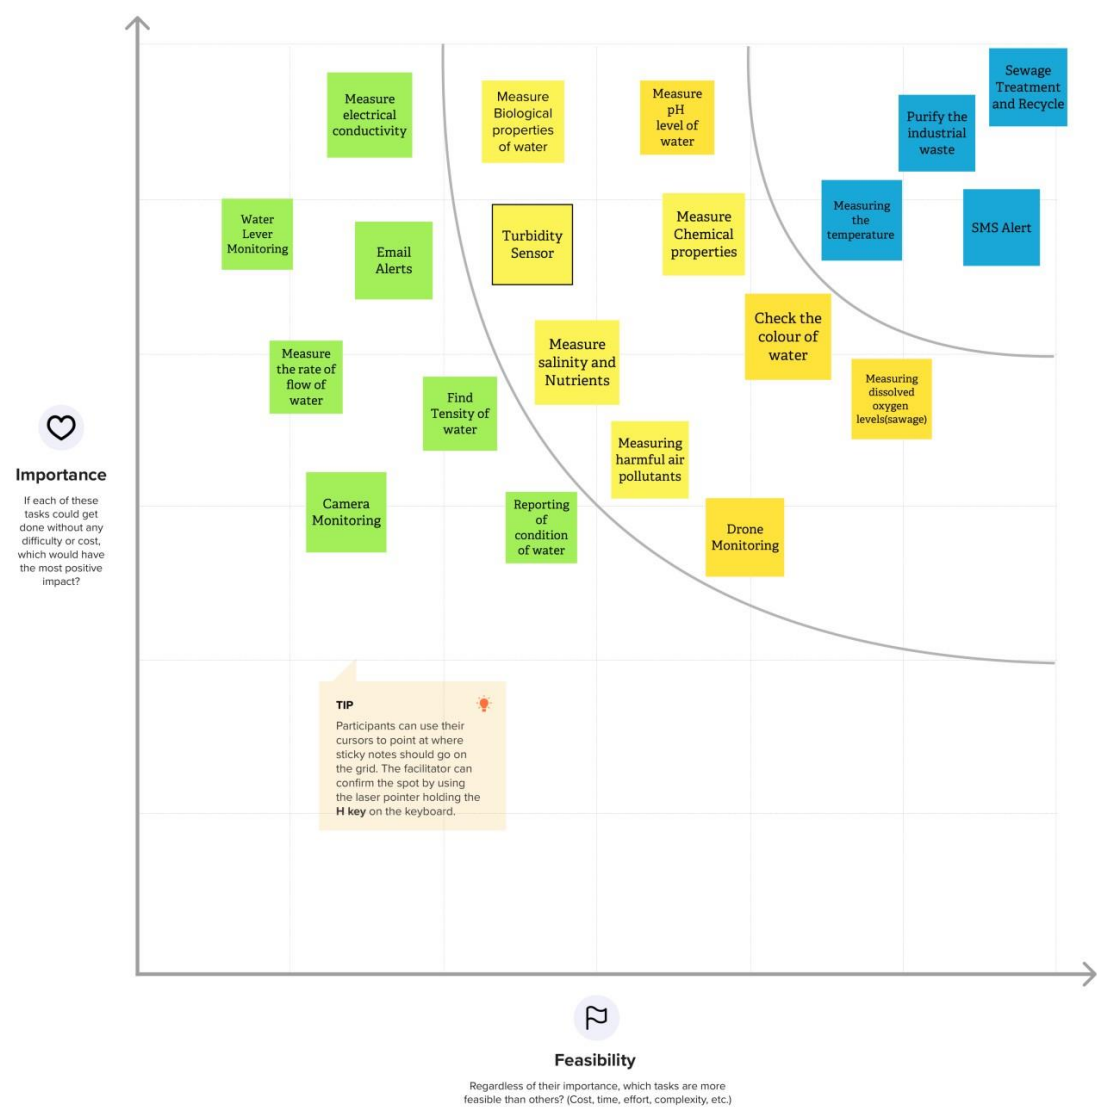 Sewage
Treatment
and Recycle
Measure
electrical
conductivity
Measure
Biological
properties
of water
Measure
pH
level of
water
Purify the
industrial
waste
Water
Lever
Monitoring
Email
Alerts
Turbidity
Sensor
Measure
Chemical
properties
Measuring
the
temperature
SMS Alert
Measure
the rate of
flow of
water
Find
Tensity of
water
Measure
salinity and
Nutrients
Check the
colour of
water
Measuring
dissolved
oxygen
levels(sawage)
Measuring
harmful air
pollutants
Camera
Monitoring
Reporting
of
condition
of water
Drone
Monitoring
Importance
If each of these
tasks could get
done without any
difficulty or cost,
which would have
the most positive
impact?
TIP
Participants can use their
cursors to point at where
sticky notes should go on
the grid. The facilitator can
confirm the spot by using
the laser pointer holding the
H key on the keyboard.
Feasibility
Regardless of their importance, which tasks are more
feasible than others? (Cost, time, effort, complexity, etc.)